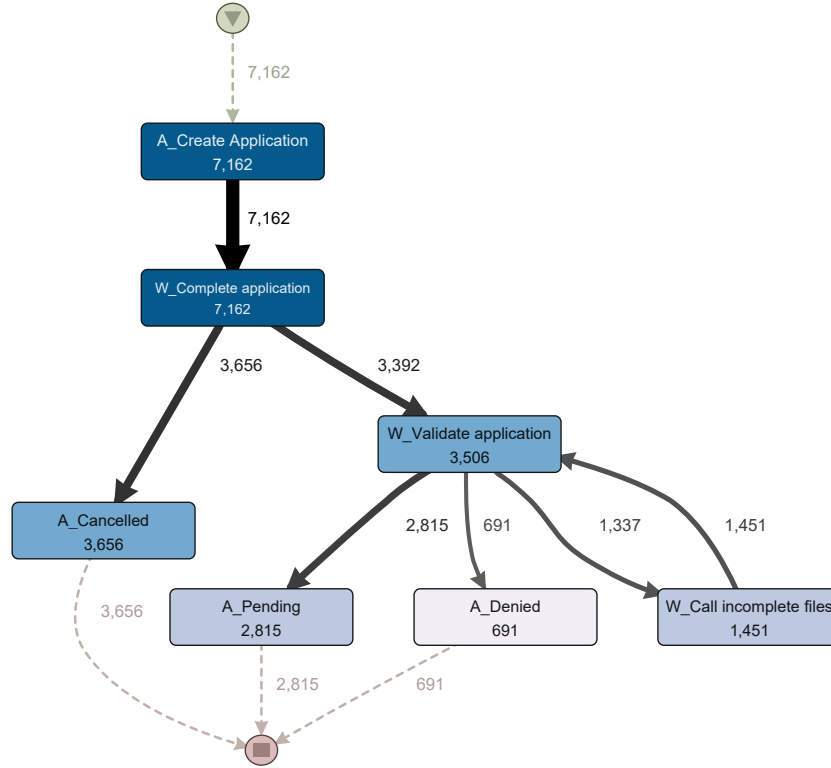 7,162
A_Create Application
7,162
7,162
W_Complete application
7,162
3,656
3,392
W_Validate application
3,506
A_Cancelled
3,656
2,815
691
1,337
1,451
3,656
A_Pending
2,815
A_Denied
691
W_Call incomplete files
1,451
2,815
691